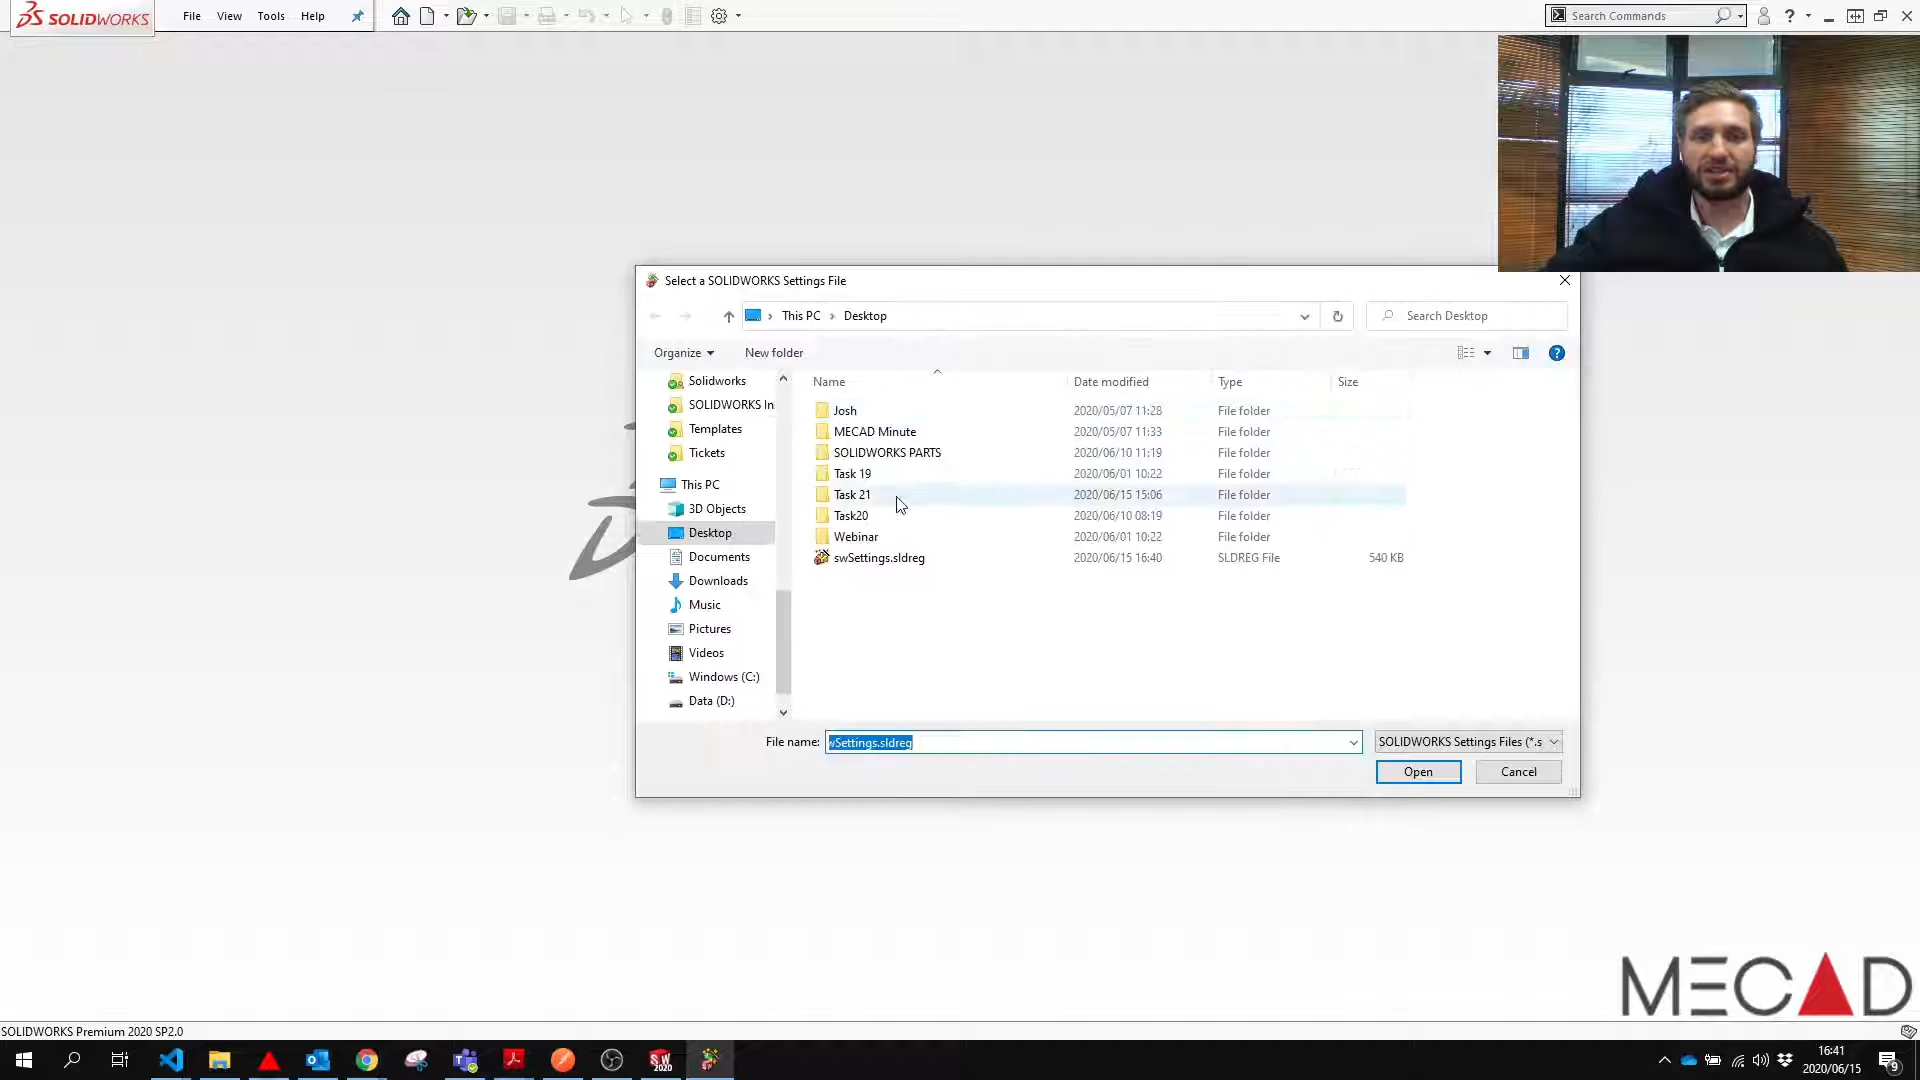 SOLIDWORKS
File View Tools Help
Search Commands
?
Select a SOLIDWORKS Settings File
This PC > Desktop
Search Desktop
Organize
New folder
Solidworks
SOLIDWORKS In
Templates
Tickets
This PC
3D Objects
Desktop
Documents
Downloads
Music
Pictures
Videos
Windows (C:)
Data (D:)
Name Date modified Type Size
Josh 2020/05/07 11:28 File folder
MECAD Minute 2020/05/07 11:33 File folder
SOLIDWORKS PARTS 2020/06/10 11:19 File folder
Task 19 2020/06/01 10:22 File folder
Task 21 2020/06/15 15:06 File folder
Task20 2020/06/10 08:19 File folder
Webinar 2020/06/01 10:22 File folder
swSettings.sldreg 2020/06/15 16:40 SLDREG File 540 KB
File name: wSettings.sldreg
SOLIDWORKS Settings Files (*.s
Open
Cancel
MECAD
SOLIDWORKS Premium 2020 SP2.0
SW
2020
16:41
2020/06/15
9